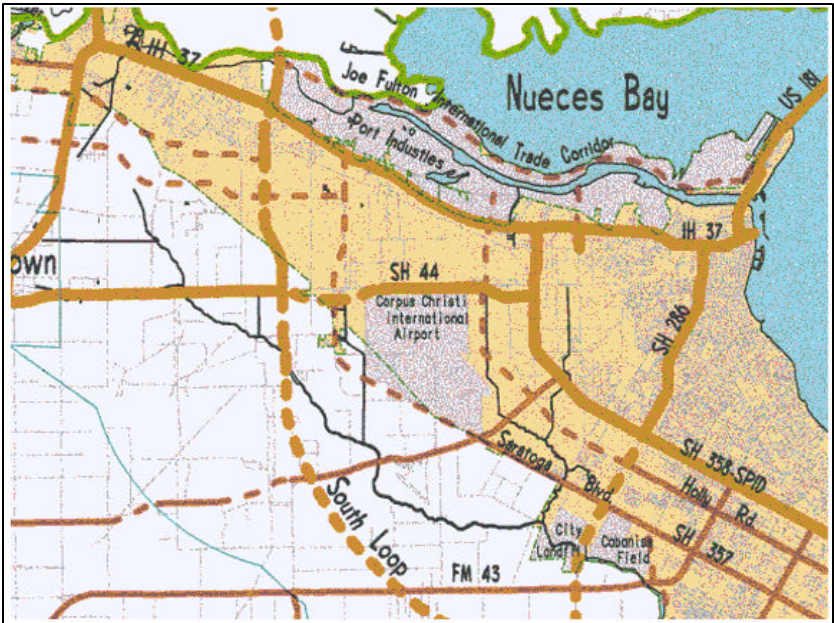 IH 37
Joe Fulton International Trade Corridor
Nueces Bay
US 181
Port Industies
IH 37
own
SH 44
Corpus Christi
International
Airport
SH 286
SH 358-SPID
Saratoga Blvd.
Holly Rd.
South Loop
City
Landfill
Cabaniss
Field
SH 357
FM 43